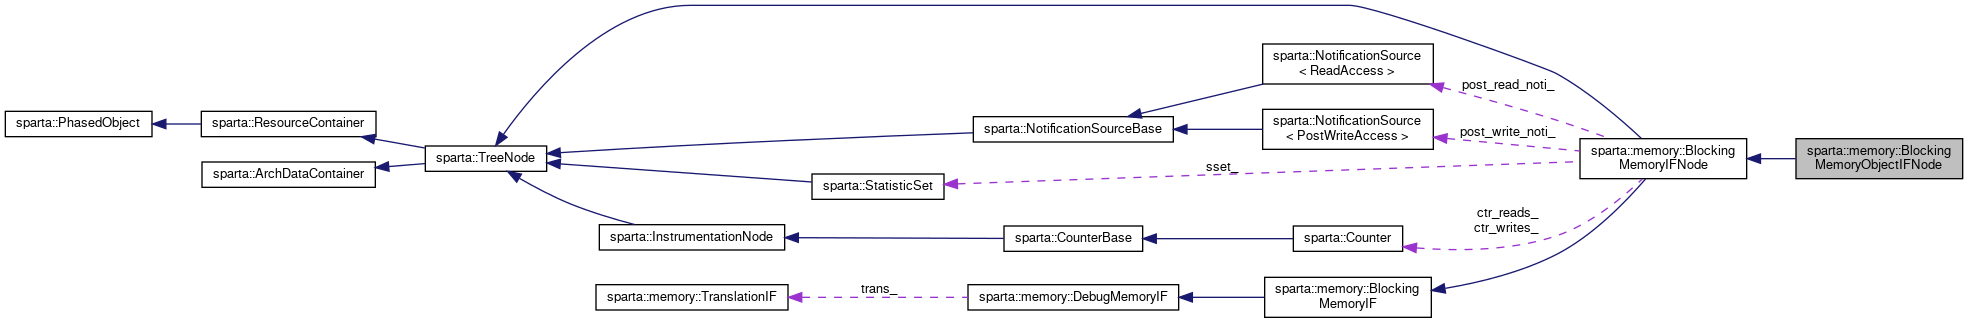 sparta::PhasedObject
sparta::ResourceContainer
sparta::ArchDataContainer
sparta::TreeNode
sparta::NotificationSourceBase
sparta::StatisticSet
sparta::InstrumentationNode
sparta::CounterBase
sparta::memory::TranslationIF
trans_
sparta::memory::DebugMemoryIF
sparta::NotificationSource
< ReadAccess >
sparta::NotificationSource
< PostWriteAccess >
sset_
sparta::Counter
sparta::memory::Blocking
MemoryIF
post_read_noti_
post_write_noti_
ctr_reads_
ctr_writes_
sparta::memory::Blocking
MemoryIFNode
sparta::memory::Blocking
MemoryObjectIFNode